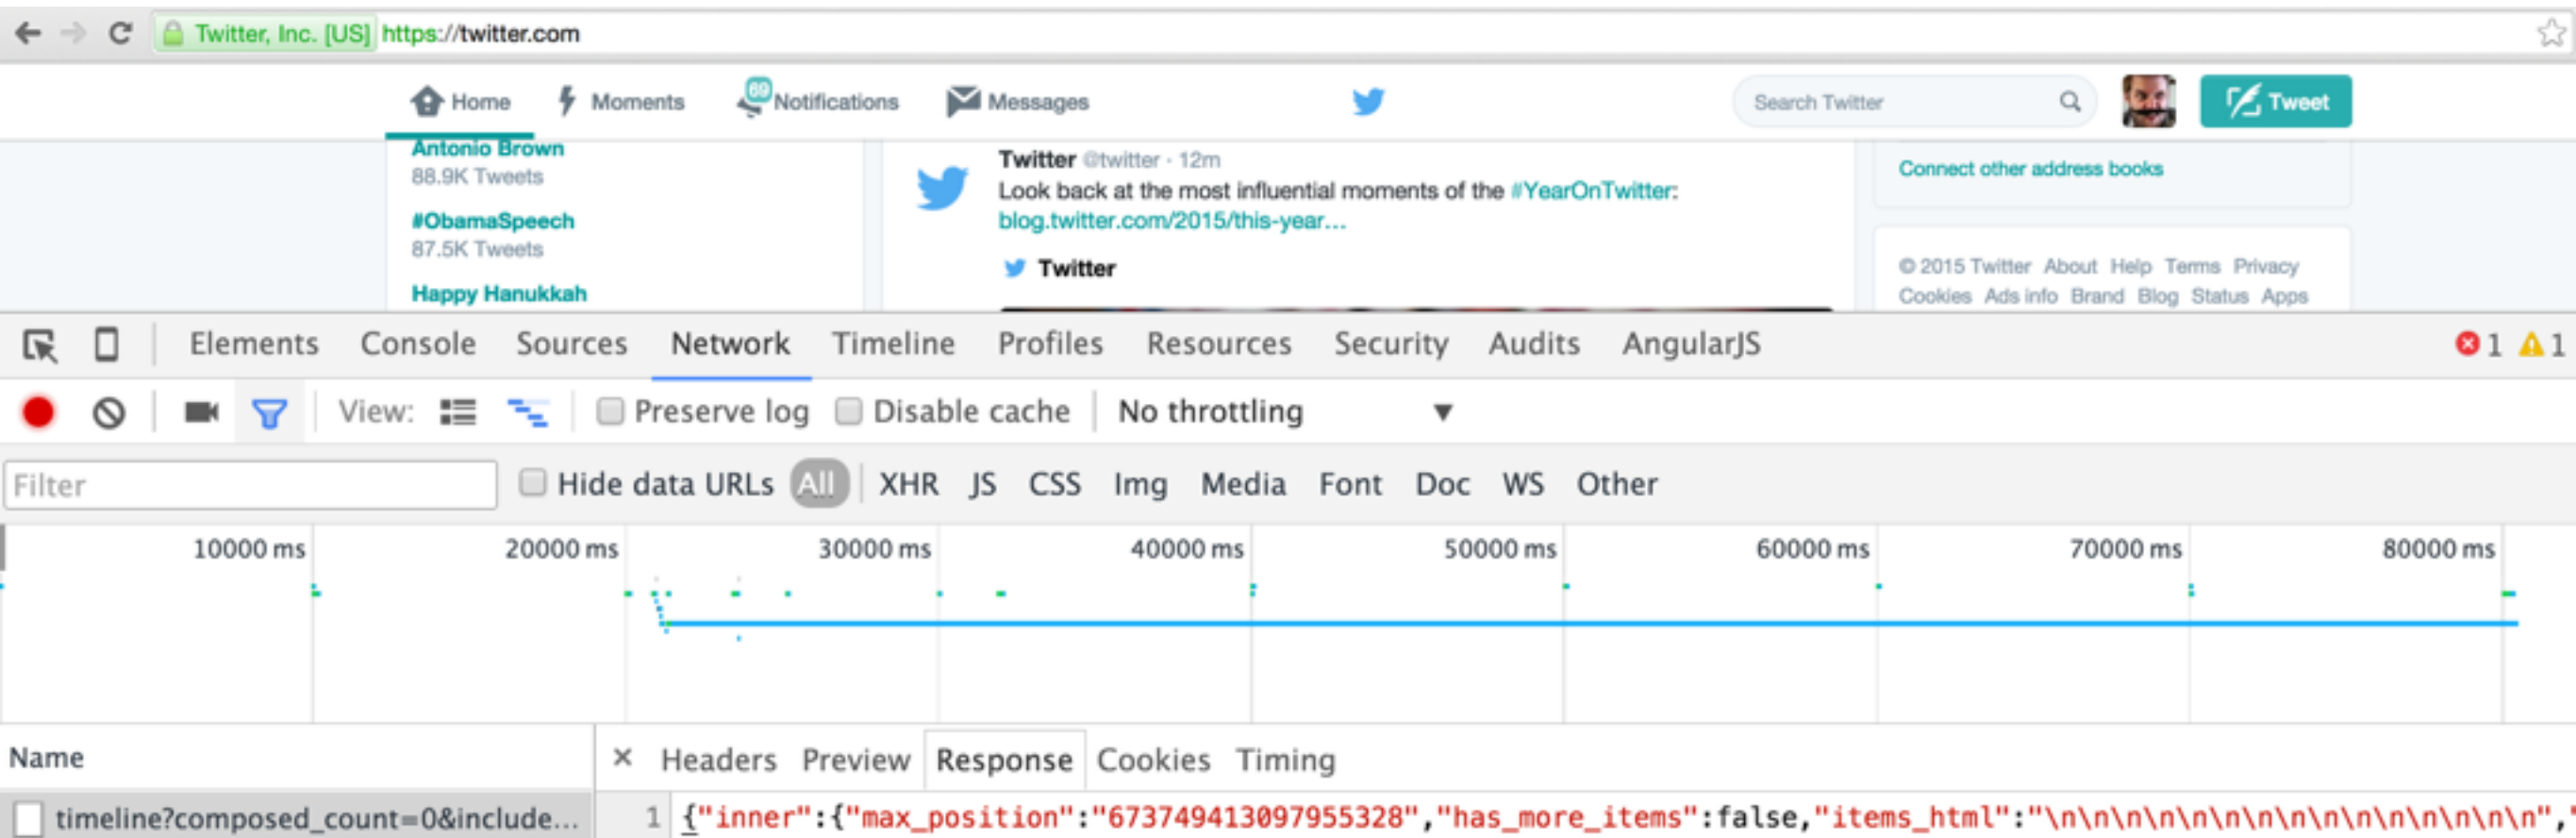 Twitter, Inc. [US] https://twitter.com
Home Moments 69 Notifications Messages Search Twitter Tweet
Antonio Brown
88.9K Tweets
#ObamaSpeech
87.5K Tweets
Happy Hanukkah
Twitter @twitter · 12m
Look back at the most influential moments of the #YearOnTwitter:
blog.twitter.com/2015/this-year...
Twitter
Connect other address books
© 2015 Twitter About Help Terms Privacy
Cookies Ads info Brand Blog Status Apps
Elements Console Sources Network Timeline Profiles Resources Security Audits AngularJS 1 1
View: Preserve log Disable cache No throttling
Filter Hide data URLs All XHR JS CSS Img Media Font Doc WS Other
10000 ms 20000 ms 30000 ms 40000 ms 50000 ms 60000 ms 70000 ms 80000 ms
Name × Headers Preview Response Cookies Timing
timeline?composed_count=0&include... 1 {"inner":{"max_position":"673749413097955328","has_more_items":false,"items_html":"\n\n\n\n\n\n\n\n\n\n\n\n\n\n\n","